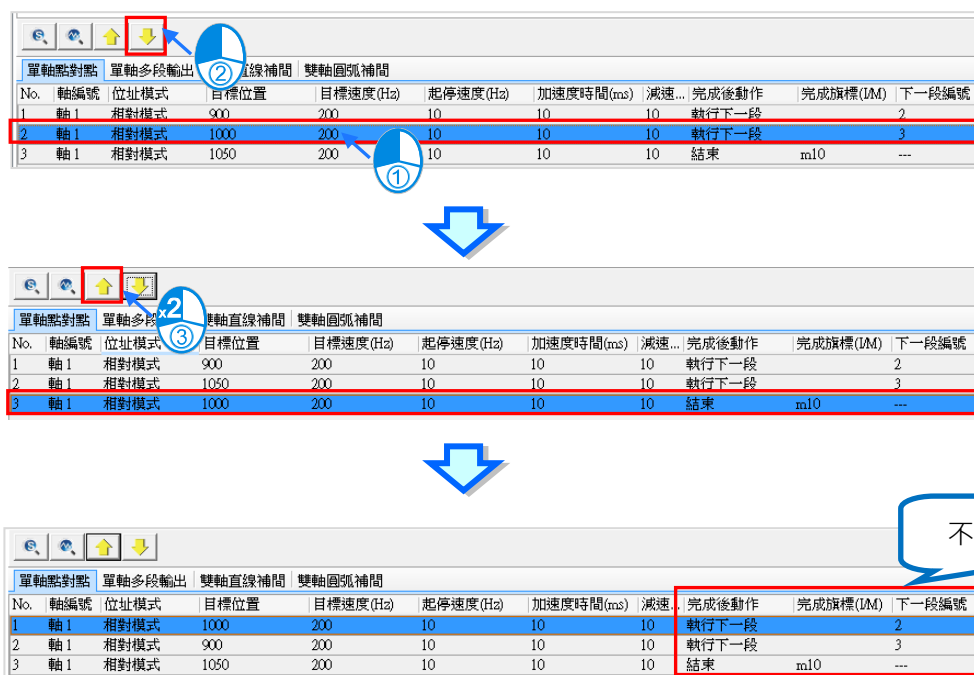 單軸點對點 單軸多段輸出 直線補間 雙軸圓弧補間
No. 軸編號 位址模式 目標位置 目標速度(Hz) 起停速度(Hz) 加速度時間(ms) 減速... 完成後動作 完成旗標(I/M) 下一段編號
1 軸 1 相對模式 900 200 10 10 10 執行下一段 2
2 軸 1 相對模式 1000 200 10 10 10 執行下一段 3
3 軸 1 相對模式 1050 200 10 10 10 結束 m10 ---
②
①
x2
③
單軸點對點 單軸多段 雙軸直線補間 雙軸圓弧補間
No. 軸編號 位址模式 目標位置 目標速度(Hz) 起停速度(Hz) 加速度時間(ms) 減速... 完成後動作 完成旗標(I/M) 下一段編號
1 軸 1 相對模式 900 200 10 10 10 執行下一段 2
2 軸 1 相對模式 1050 200 10 10 10 執行下一段 3
3 軸 1 相對模式 1000 200 10 10 10 結束 m10 ---
不
單軸點對點 單軸多段輸出 雙軸直線補間 雙軸圓弧補間
No. 軸編號 位址模式 目標位置 目標速度(Hz) 起停速度(Hz) 加速度時間(ms) 減速... 完成後動作 完成旗標(I/M) 下一段編號
1 軸 1 相對模式 1000 200 10 10 10 執行下一段 2
2 軸 1 相對模式 900 200 10 10 10 執行下一段 3
3 軸 1 相對模式 1050 200 10 10 10 結束 m10 ---